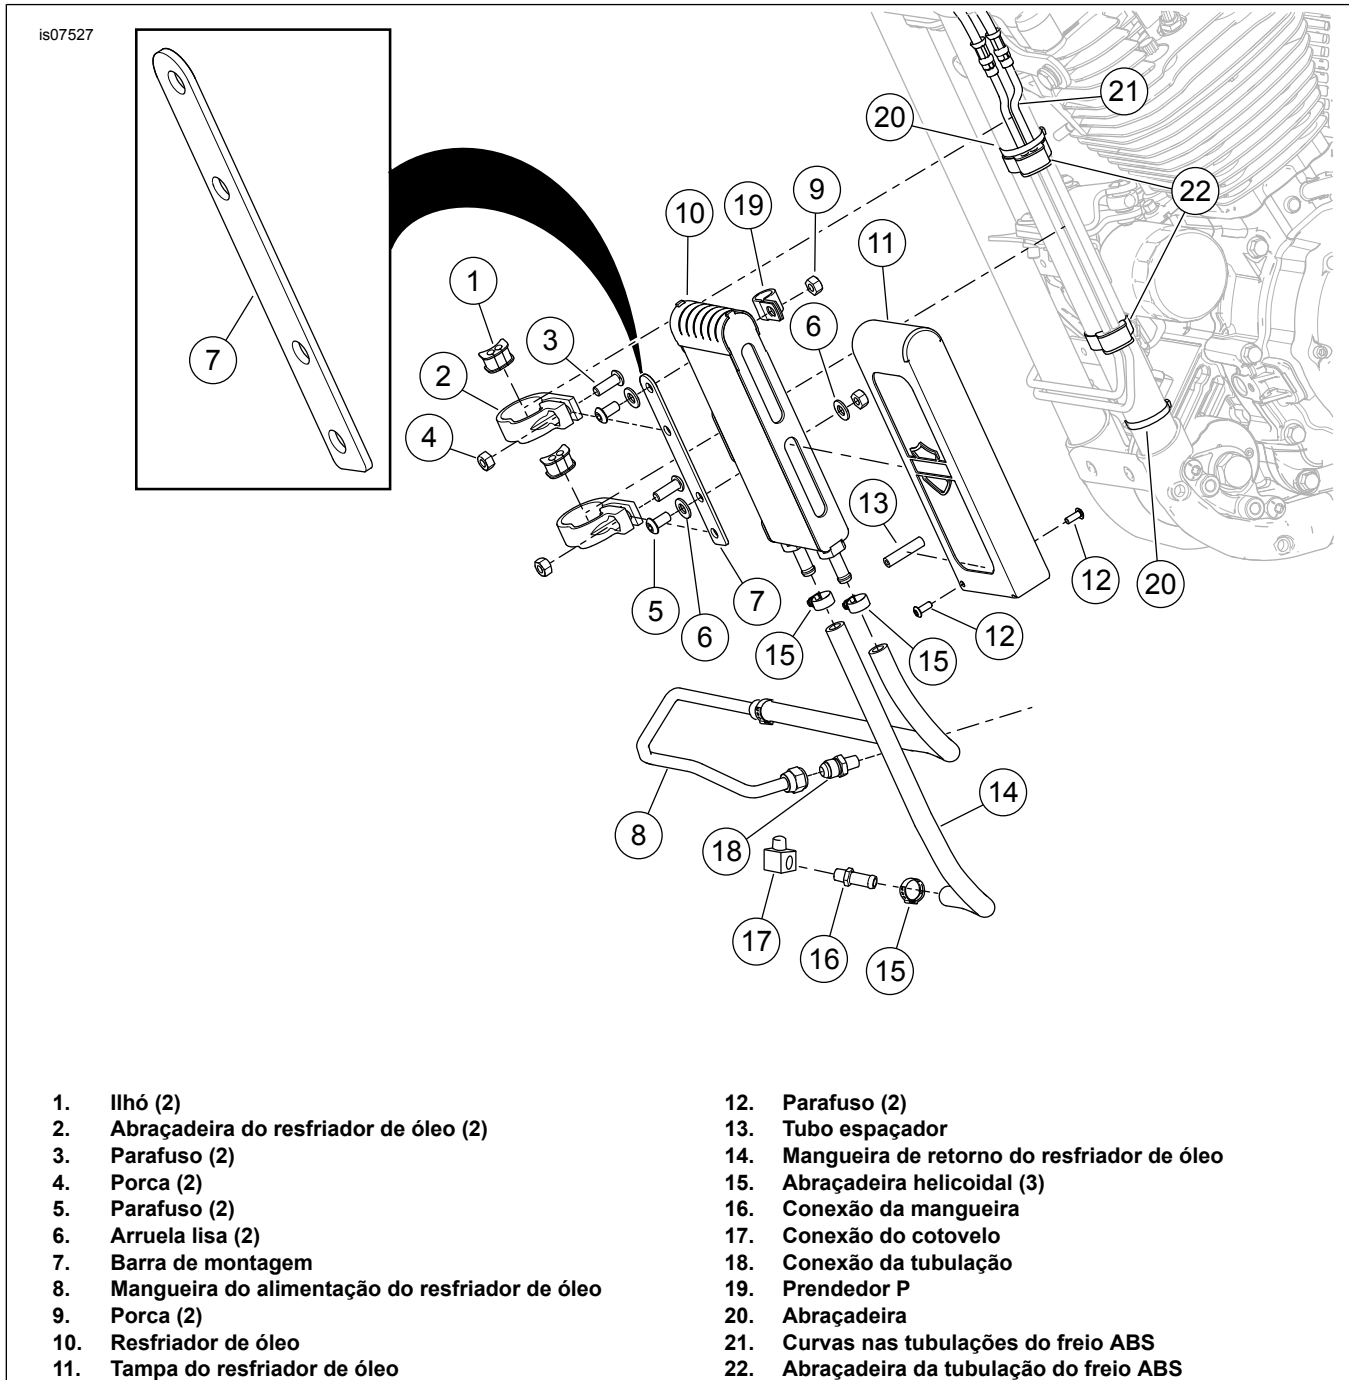 is07527
7
1
2
3
4
10
19
9
11
6
20
21
22
13
5
6
7
15
15
12
12
20
8
18
14
17
16
15
1. Ilhó (2)
2. Abraçadeira do resfriador de óleo (2)
3. Parafuso (2)
4. Porca (2)
5. Parafuso (2)
6. Arruela lisa (2)
7. Barra de montagem
8. Mangueira do alimentação do resfriador de óleo
9. Porca (2)
10. Resfriador de óleo
11. Tampa do resfriador de óleo
12. Parafuso (2)
13. Tubo espaçador
14. Mangueira de retorno do resfriador de óleo
15. Abraçadeira helicoidal (3)
16. Conexão da mangueira
17. Conexão do cotovelo
18. Conexão da tubulação
19. Prendedor P
20. Abraçadeira
21. Curvas nas tubulações do freio ABS
22. Abraçadeira da tubulação do freio ABS